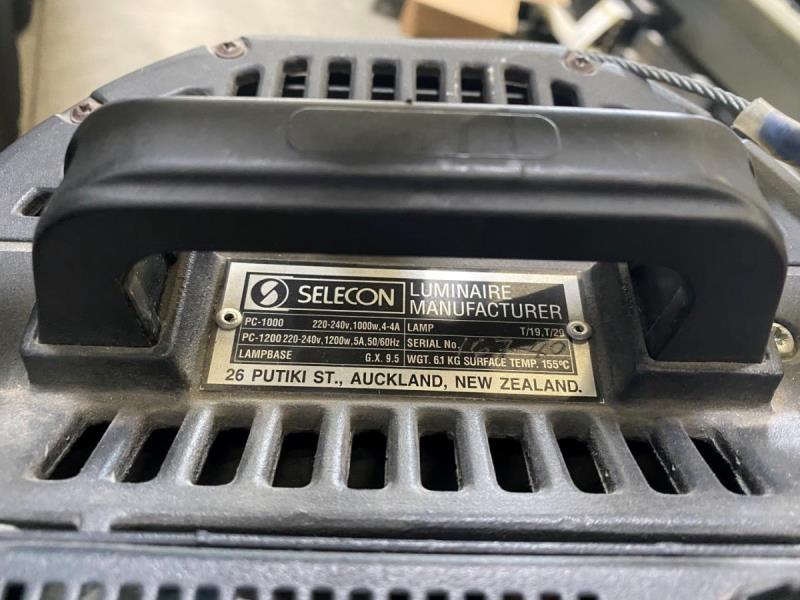 SELECON LUMINAIRE MANUFACTURER
PC-1000 220-240v, 1000w, 4-4A LAMP T/19, T/29
PC-1200 220-240v, 1200w, 5A, 50/60Hz SERIAL No.
LAMPBASE G.X. 9.5 WGT. 6.1 KG SURFACE TEMP. 155ºC
26 PUTIKI ST., AUCKLAND, NEW ZEALAND.